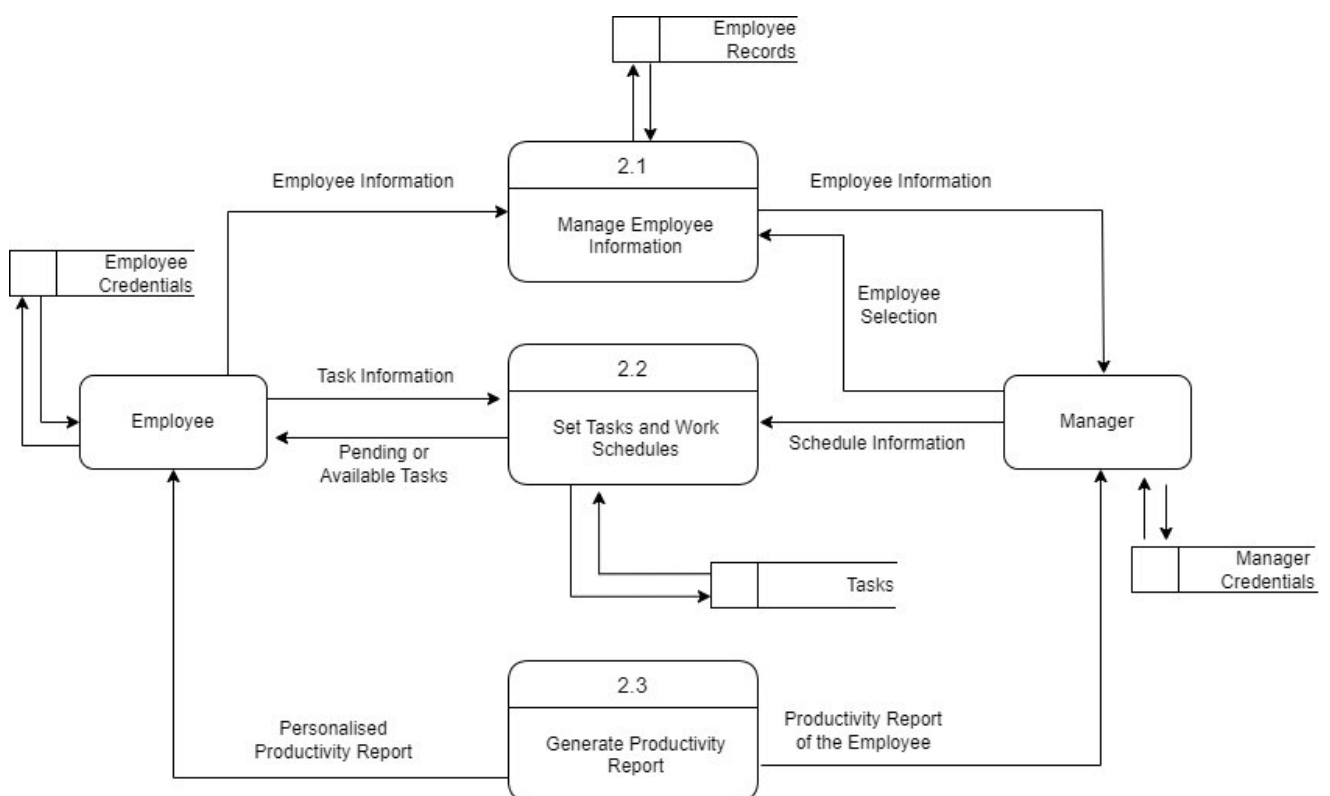 Employee
Records
2.1
Employee Information
Employee Information
Manage Employee
Information
Employee
Credentials
Employee
Selection
2.2
Task Information
Employee
Set Tasks and Work
Schedules
Manager
Schedule Information
Pending or
Available Tasks
Tasks
Manager
Credentials
2.3
Personalised
Productivity Report
Generate Productivity
Report
Productivity Report
of the Employee